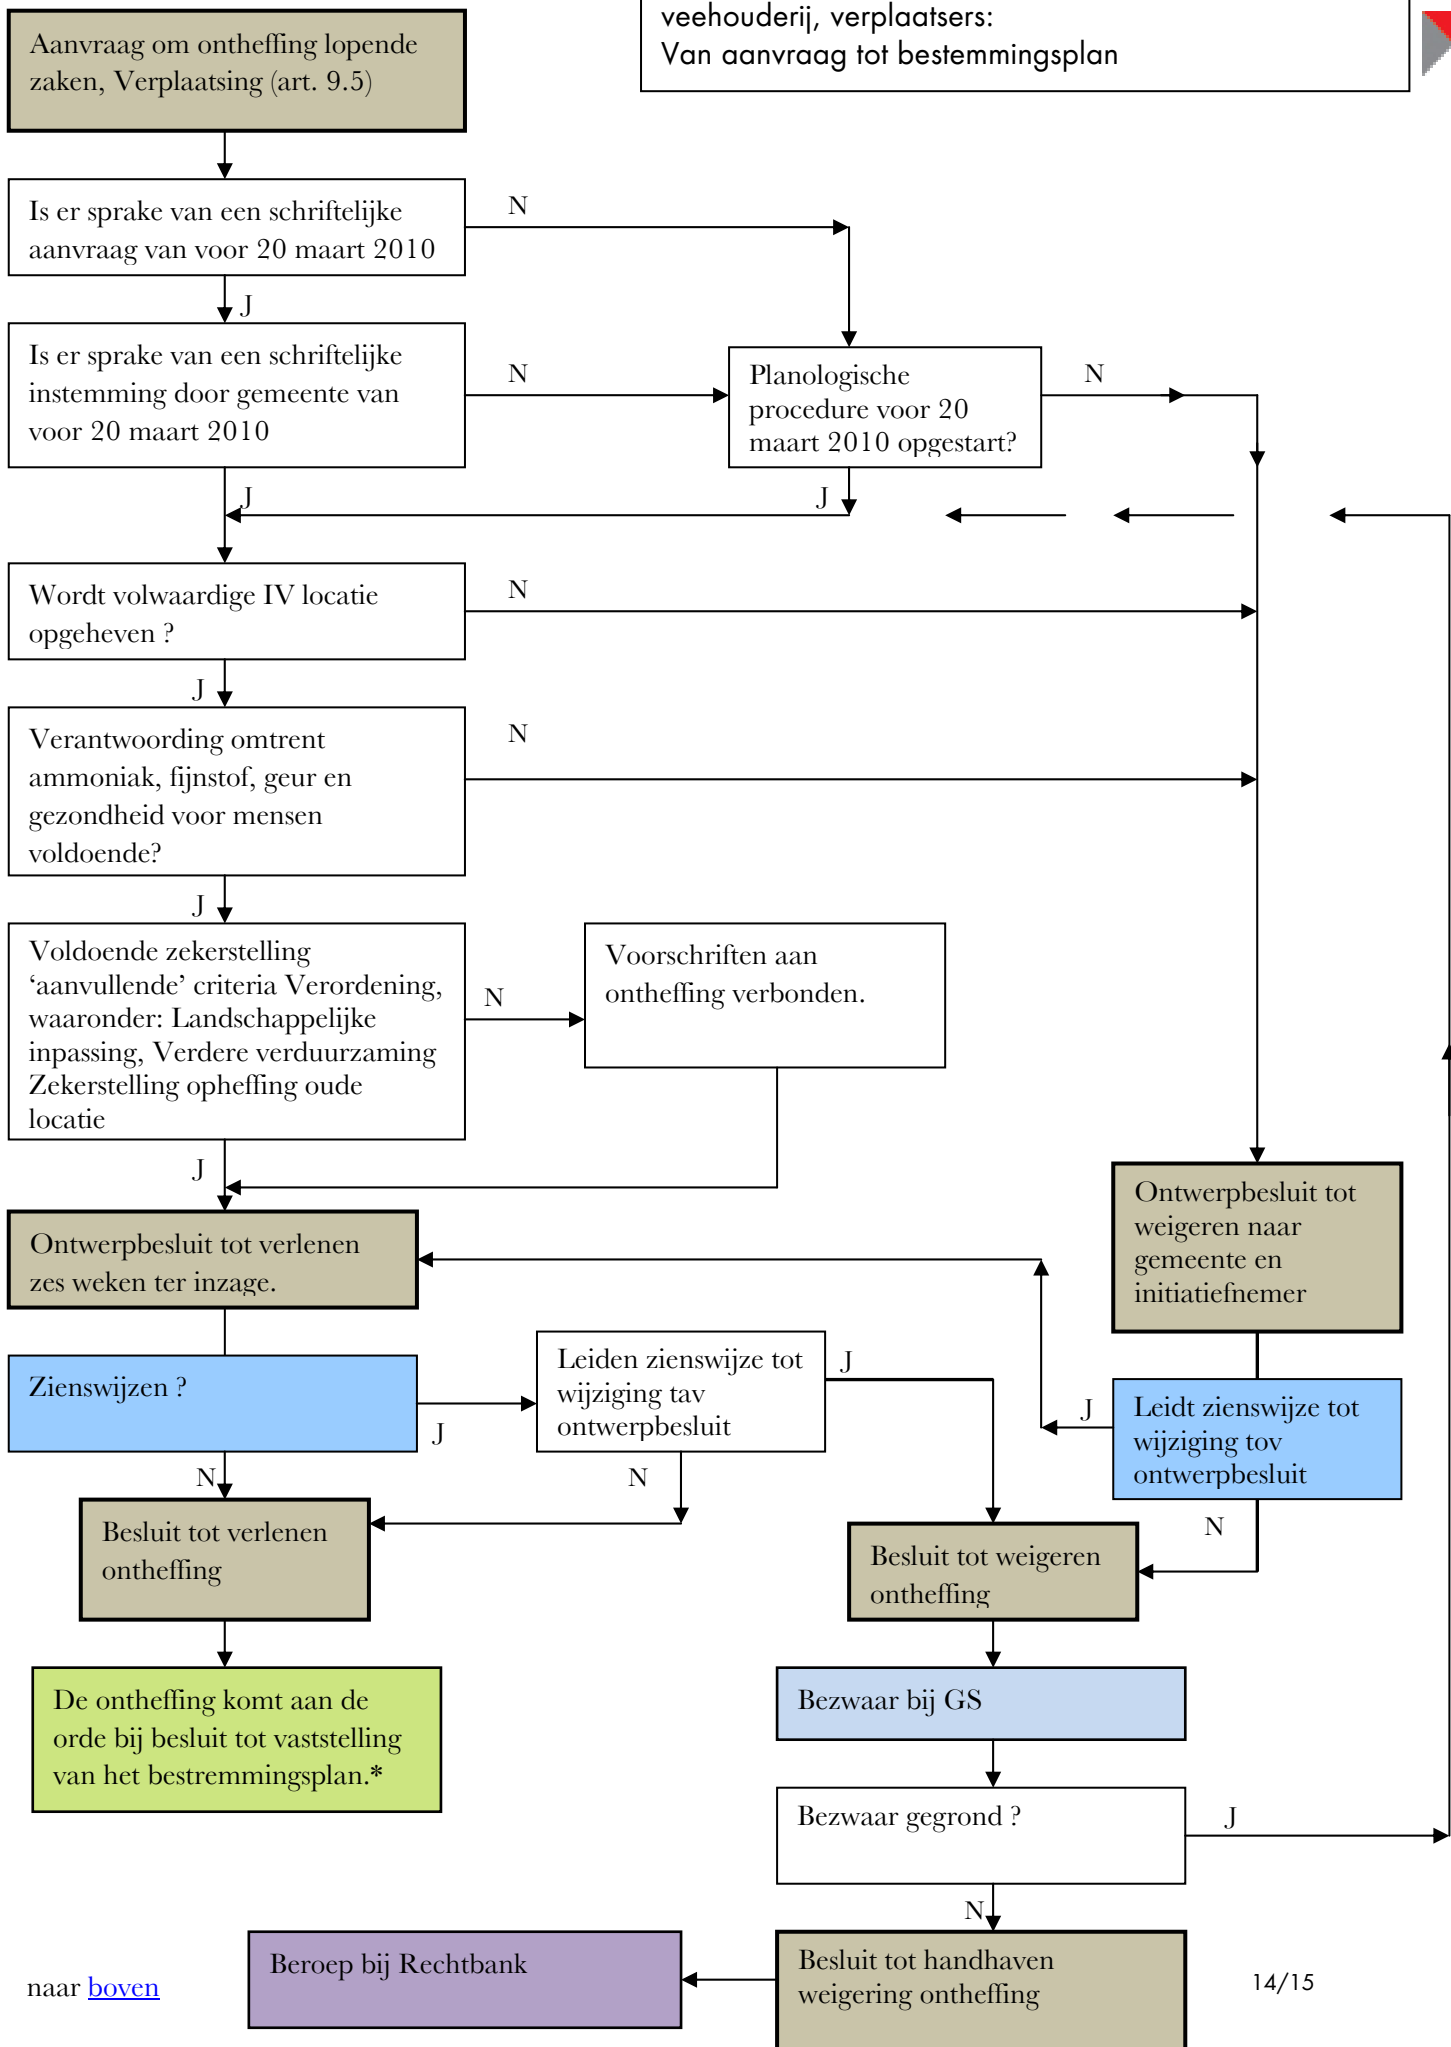 veehouderij, verplaatsers:
Van aanvraag tot bestemmingsplan
Aanvraag om ontheffing lopende
zaken, Verplaatsing (art. 9.5)
Is er sprake van een schriftelijke
aanvraag van voor 20 maart 2010
N
J
Is er sprake van een schriftelijke
instemming door gemeente van
voor 20 maart 2010
N
Planologische
procedure voor 20
maart 2010 opgestart?
N
J
J
Wordt volwaardige IV locatie
opgeheven ?
N
J
Verantwoording omtrent
ammoniak, fijnstof, geur en
gezondheid voor mensen
voldoende?
N
J
Voldoende zekerstelling
‘aanvullende’ criteria Verordening,
waaronder: Landschappelijke
inpassing, Verdere verduurzaming
Zekerstelling opheffing oude
locatie
N
Voorschriften aan
ontheffing verbonden.
J
Ontwerpbesluit tot verlenen
zes weken ter inzage.
Ontwerpbesluit tot
weigeren naar
gemeente en
initiatiefnemer
Zienswijzen ?
J
Leiden zienswijze tot
wijziging tav
ontwerpbesluit
J
J
Leidt zienswijze tot
wijziging tov
ontwerpbesluit
N
N
N
Besluit tot verlenen
ontheffing
Besluit tot weigeren
ontheffing
De ontheffing komt aan de
orde bij besluit tot vaststelling
van het bestremmingsplan.*
Bezwaar bij GS
Bezwaar gegrond ?
J
N
Besluit tot handhaven
weigering ontheffing
Beroep bij Rechtbank
naar boven
14/15